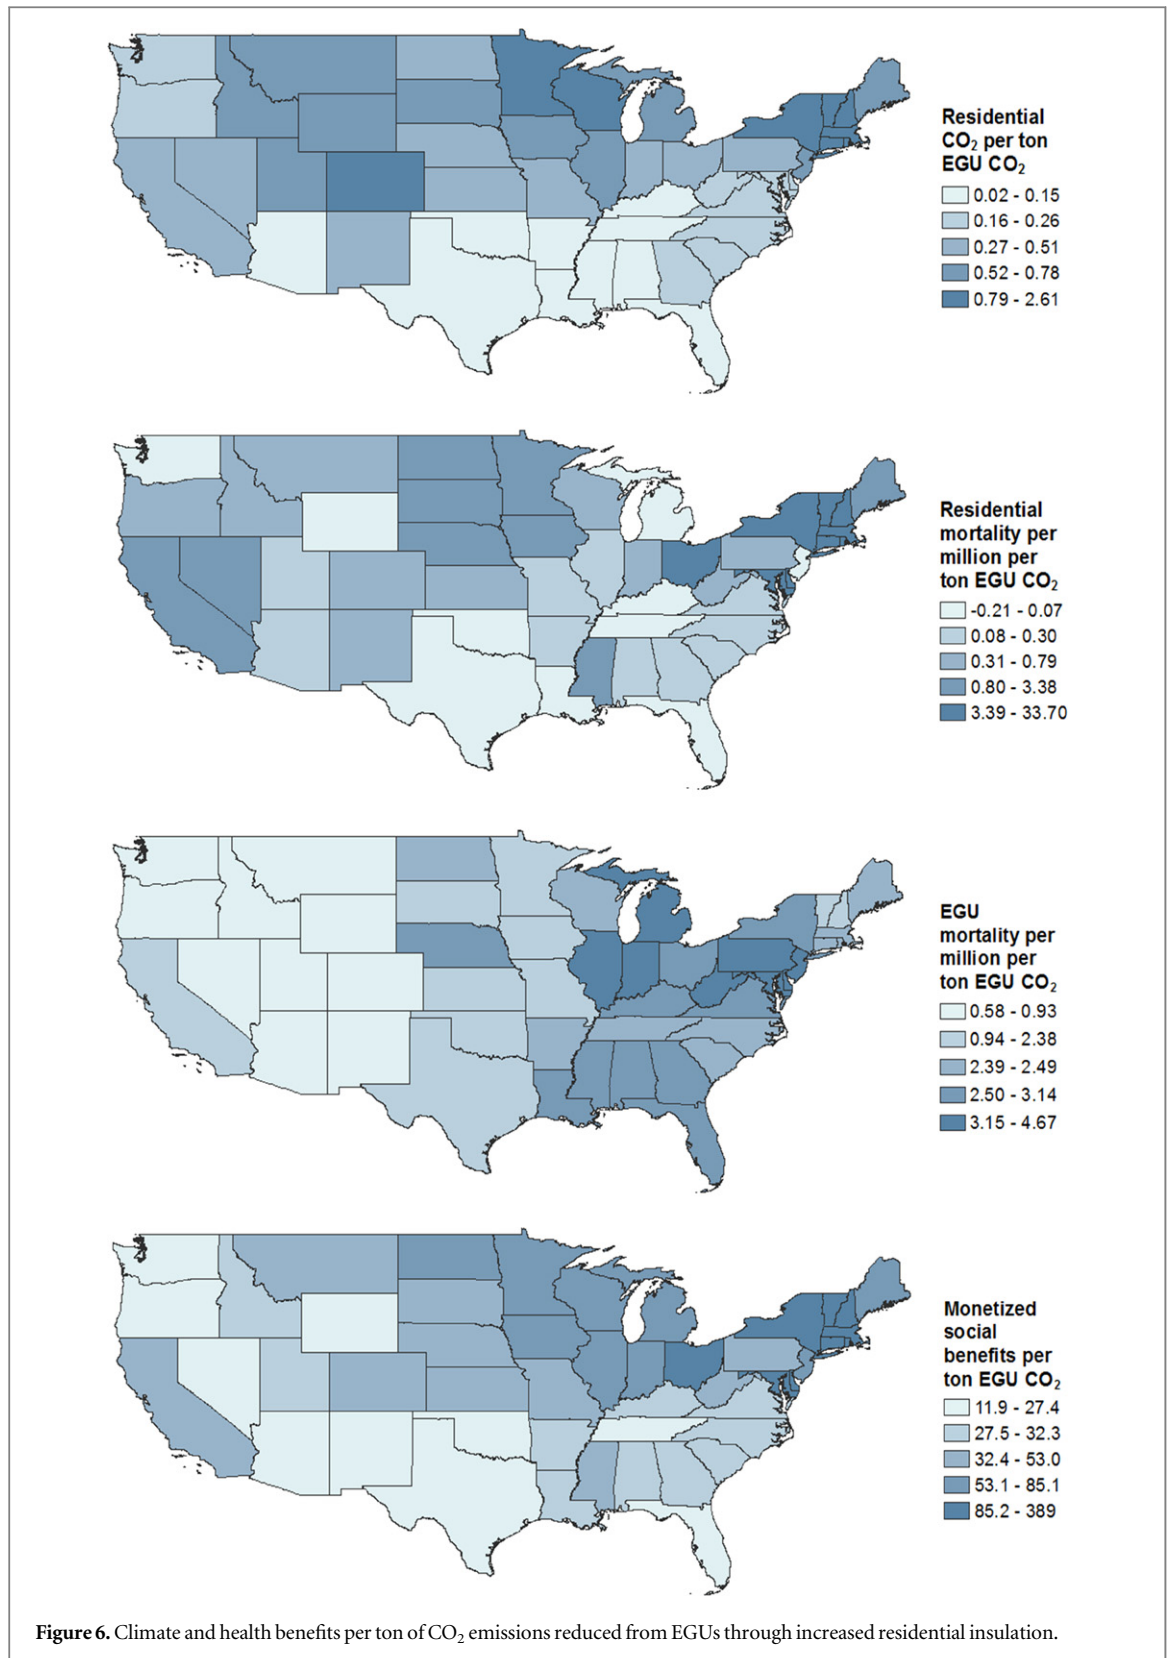 Residential
CO₂ per ton
EGU CO₂
0.02 - 0.15
0.16 - 0.26
0.27 - 0.51
0.52 - 0.78
0.79 - 2.61
Residential
mortality per
million per
ton EGU CO₂
-0.21 - 0.07
0.08 - 0.30
0.31 - 0.79
0.80 - 3.38
3.39 - 33.70
EGU
mortality per
million per
ton EGU CO₂
0.58 - 0.93
0.94 - 2.38
2.39 - 2.49
2.50 - 3.14
3.15 - 4.67
Monetized
social
benefits per
ton EGU CO₂
11.9 - 27.4
27.5 - 32.3
32.4 - 53.0
53.1 - 85.1
85.2 - 389
Figure 6. Climate and health benefits per ton of CO₂ emissions reduced from EGUs through increased residential insulation.